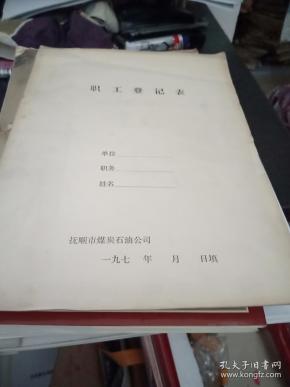 职工登记表
单位
职务
姓名
抚顺市煤炭石油公司
一九七 年 月 日填
孔夫子旧书网